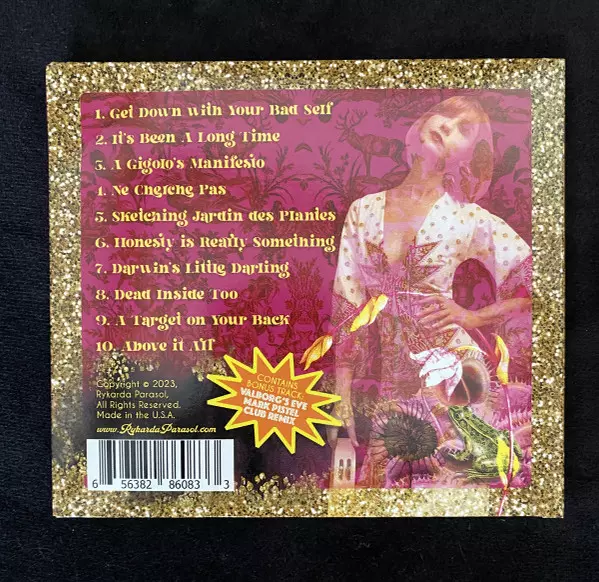 1. Get Down with Your Bad Self
2. It's Been A Long Time
3. A Gigolo's Manifesto
4. Ne Cherche Pas
5. Sketching Jardin des Plantes
6. Honesty is Really Something
7. Darwin's Little Darling
8. Dead Inside Too
9. A Target on Your Back
10. Above it All
Copyright © 2023,
Rykarda Parasol,
All Rights Reserved.
Made in the U.S.A.
www.RykardaParasol.com
CONTAINS
BONUS TRACK:
VALBORG'S EVE
MARK PISTEL
CLUB REMIX
6 56382 86083 3